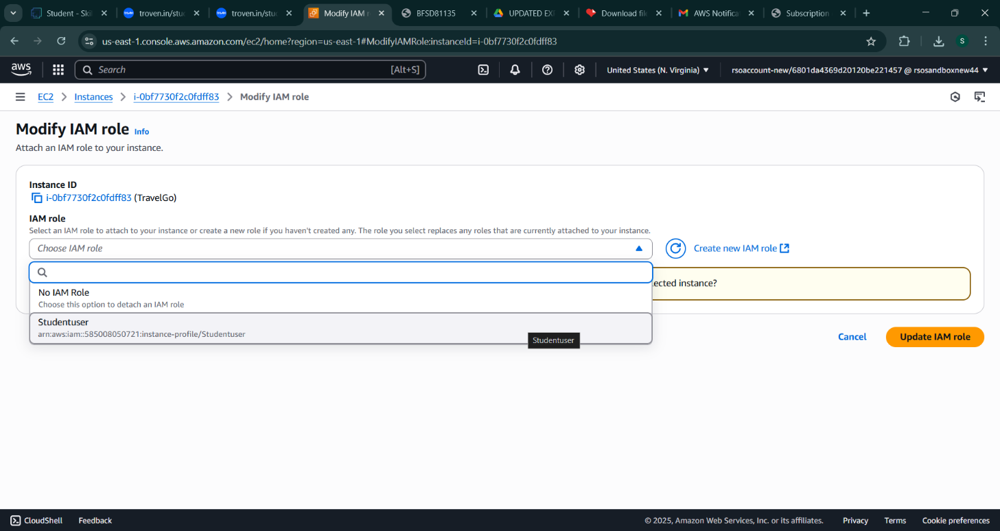 Student - Skil
troven.in/stud
troven.in/stud
Modify IAM r
BFSD81135
UPDATED EX
Download file
AWS Notifica
Subscription
us-east-1.console.aws.amazon.com/ec2/home?region=us-east-1#ModifyIAMRole:instanceId=i-0bf7730f2c0fdff83
S
aws
Search [Alt+S]
United States (N. Virginia)
rsoaccount-new/6801da4369d20120be221457 @ rsosandboxnew44
EC2 > Instances > i-0bf7730f2c0fdff83 > Modify IAM role
Modify IAM role Info
Attach an IAM role to your instance.
Instance ID
i-0bf7730f2c0fdff83 (TravelGo)
IAM role
Select an IAM role to attach to your instance or create a new role if you haven't created any. The role you select replaces any roles that are currently attached to your instance.
Choose IAM role
Create new IAM role
ected instance?
No IAM Role
Choose this option to detach an IAM role
Studentuser
arn:aws:iam::585008050721:instance-profile/Studentuser
Studentuser
Cancel
Update IAM role
CloudShell
Feedback
© 2025, Amazon Web Services, Inc. or its affiliates.
Privacy
Terms
Cookie preferences